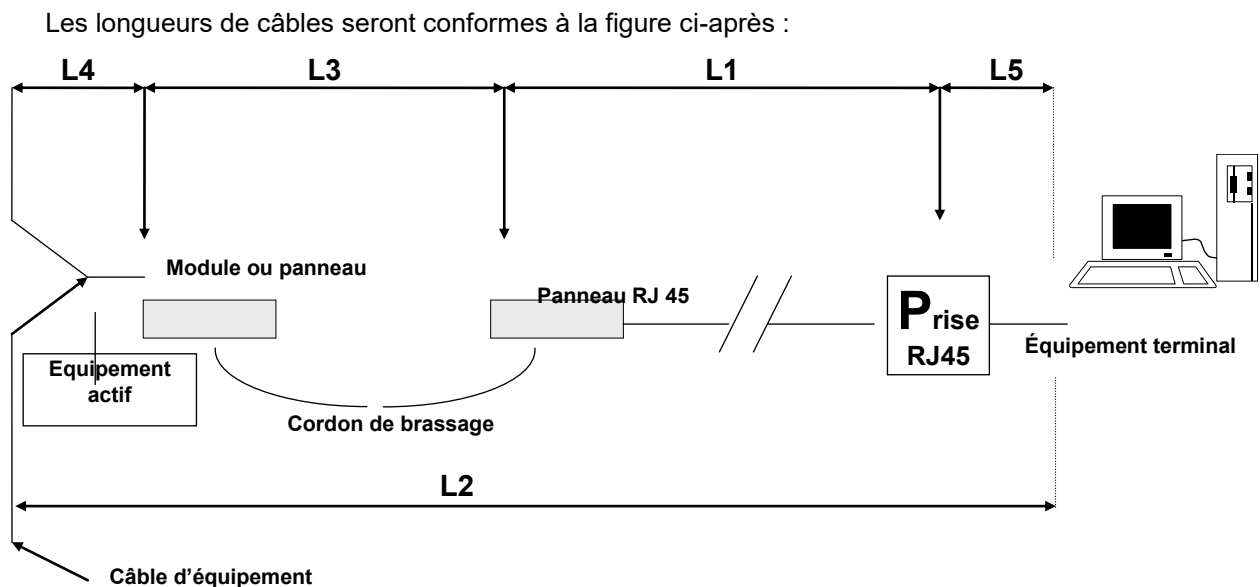 Les longueurs de câbles seront conformes à la figure ci-après :
L4
L3
L1
L5
Module ou panneau
Panneau RJ 45
Prise
RJ45
Équipement terminal
Equipement
actif
Cordon de brassage
L2
Câble d'équipement